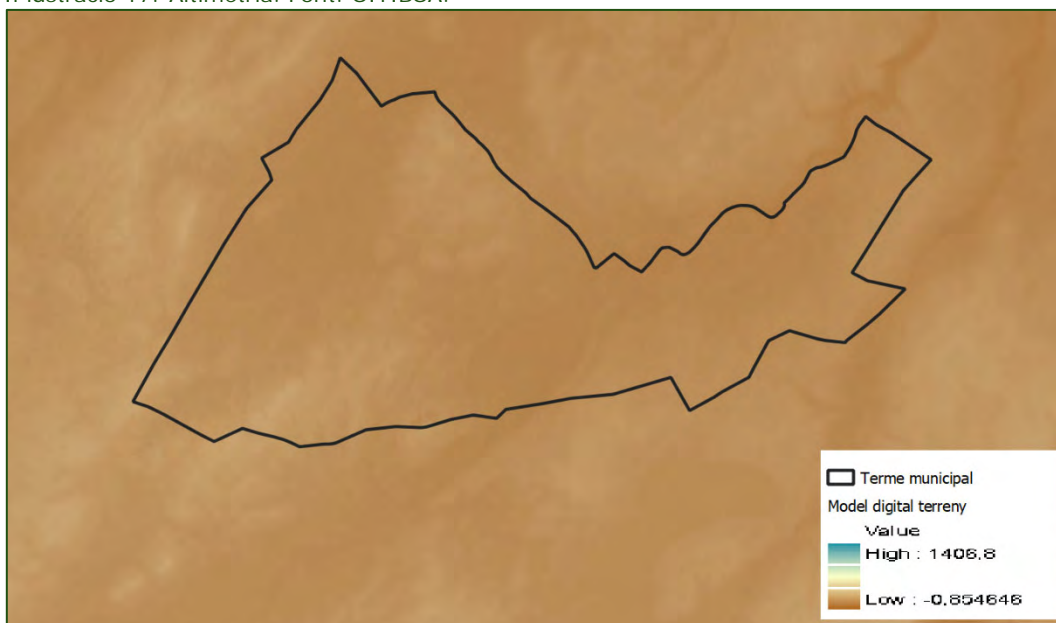 Terme municipal
Model digital terreny
Value
High : 1406,8
Low : -0,854646